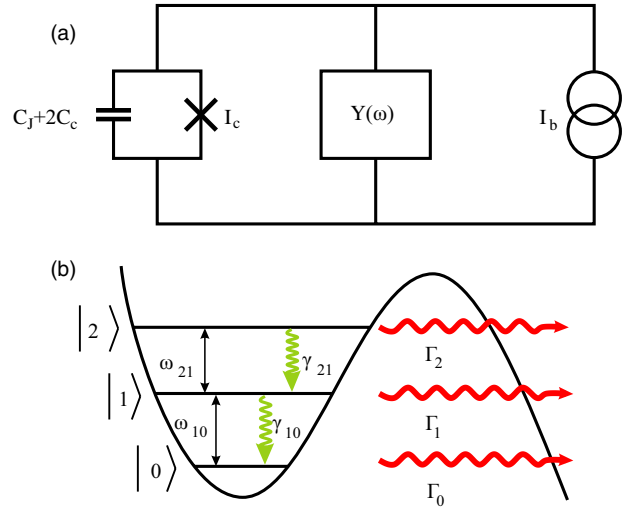 (a)
C_J+2C_c
I_c
Y(ω)
I_b
(b)
|2⟩
ω_21
γ_21
Γ_2
|1⟩
ω_10
γ_10
Γ_1
|0⟩
Γ_0